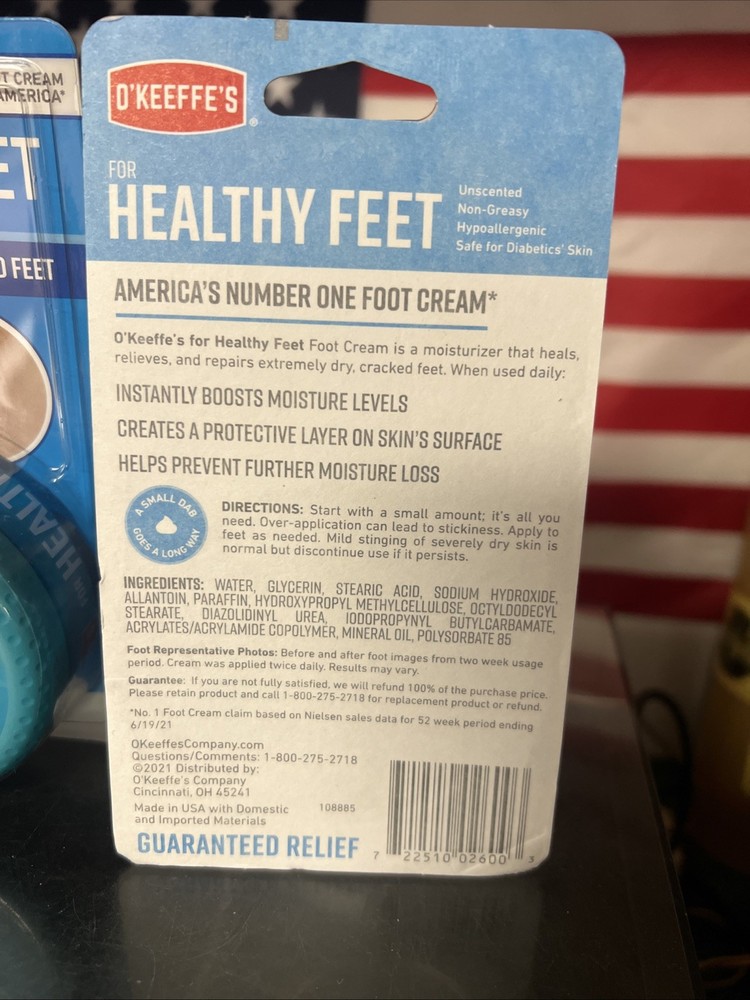 T CREAM
AMERICA*
ET
D FEET
HEALT
O'KEEFFE'S®
FOR
HEALTHY FEET
Unscented
Non-Greasy
Hypoallergenic
Safe for Diabetics' Skin
AMERICA'S NUMBER ONE FOOT CREAM*
O'Keeffe's for Healthy Feet Foot Cream is a moisturizer that heals,
relieves, and repairs extremely dry, cracked feet. When used daily:
INSTANTLY BOOSTS MOISTURE LEVELS
CREATES A PROTECTIVE LAYER ON SKIN'S SURFACE
HELPS PREVENT FURTHER MOISTURE LOSS
A SMALL DAB
GOES A LONG WAY
DIRECTIONS: Start with a small amount; it's all you
need. Over-application can lead to stickiness. Apply to
feet as needed. Mild stinging of severely dry skin is
normal but discontinue use if it persists.
INGREDIENTS: WATER, GLYCERIN, STEARIC ACID, SODIUM HYDROXIDE,
ALLANTOIN, PARAFFIN, HYDROXYPROPYL METHYLCELLULOSE, OCTYLDODECYL
STEARATE, DIAZOLIDINYL UREA, IODOPROPYNYL BUTYLCARBAMATE,
ACRYLATES/ACRYLAMIDE COPOLYMER, MINERAL OIL, POLYSORBATE 85
Foot Representative Photos: Before and after foot images from two week usage
period. Cream was applied twice daily. Results may vary.
Guarantee: If you are not fully satisfied, we will refund 100% of the purchase price.
Please retain product and call 1-800-275-2718 for replacement product or refund.
*No. 1 Foot Cream claim based on Nielsen sales data for 52 week period ending
6/19/21
OKeeffesCompany.com
Questions/Comments: 1-800-275-2718
©2021 Distributed by:
O'Keeffe's Company
Cincinnati, OH 45241
Made in USA with Domestic
and Imported Materials
108885
GUARANTEED RELIEF
7 22510 02600 3